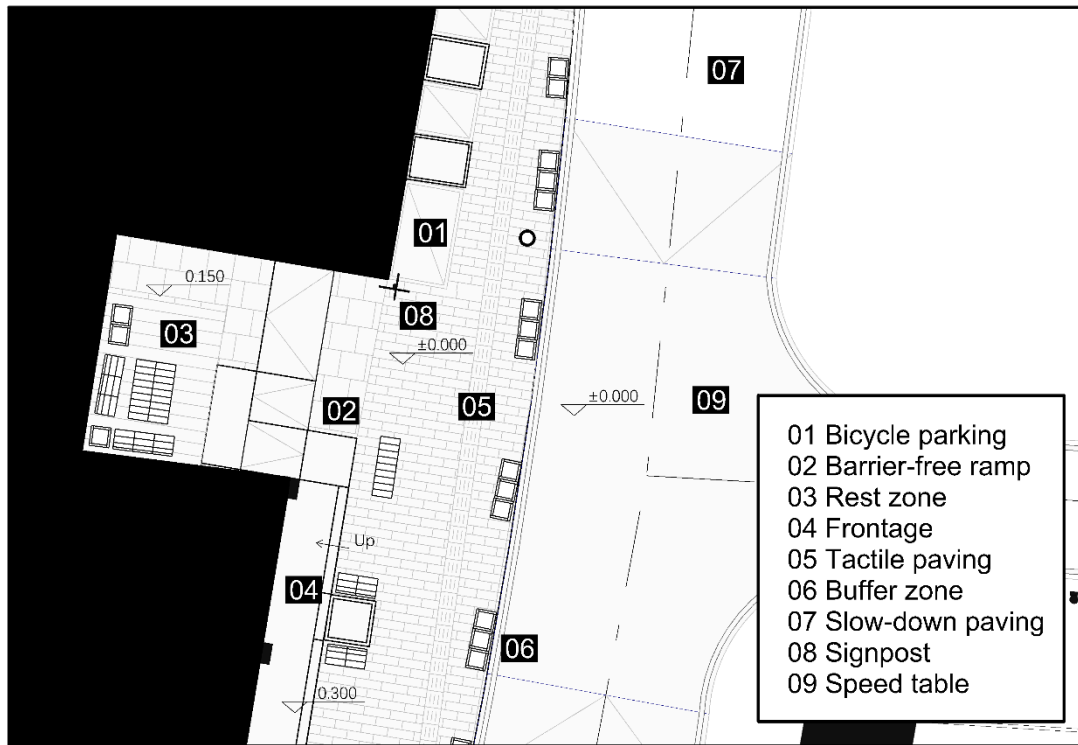 07
01
0.150
08
03
±0.000
±0.000
05
09
02
Up
04
06
0.300
01 Bicycle parking
02 Barrier-free ramp
03 Rest zone
04 Frontage
05 Tactile paving
06 Buffer zone
07 Slow-down paving
08 Signpost
09 Speed table